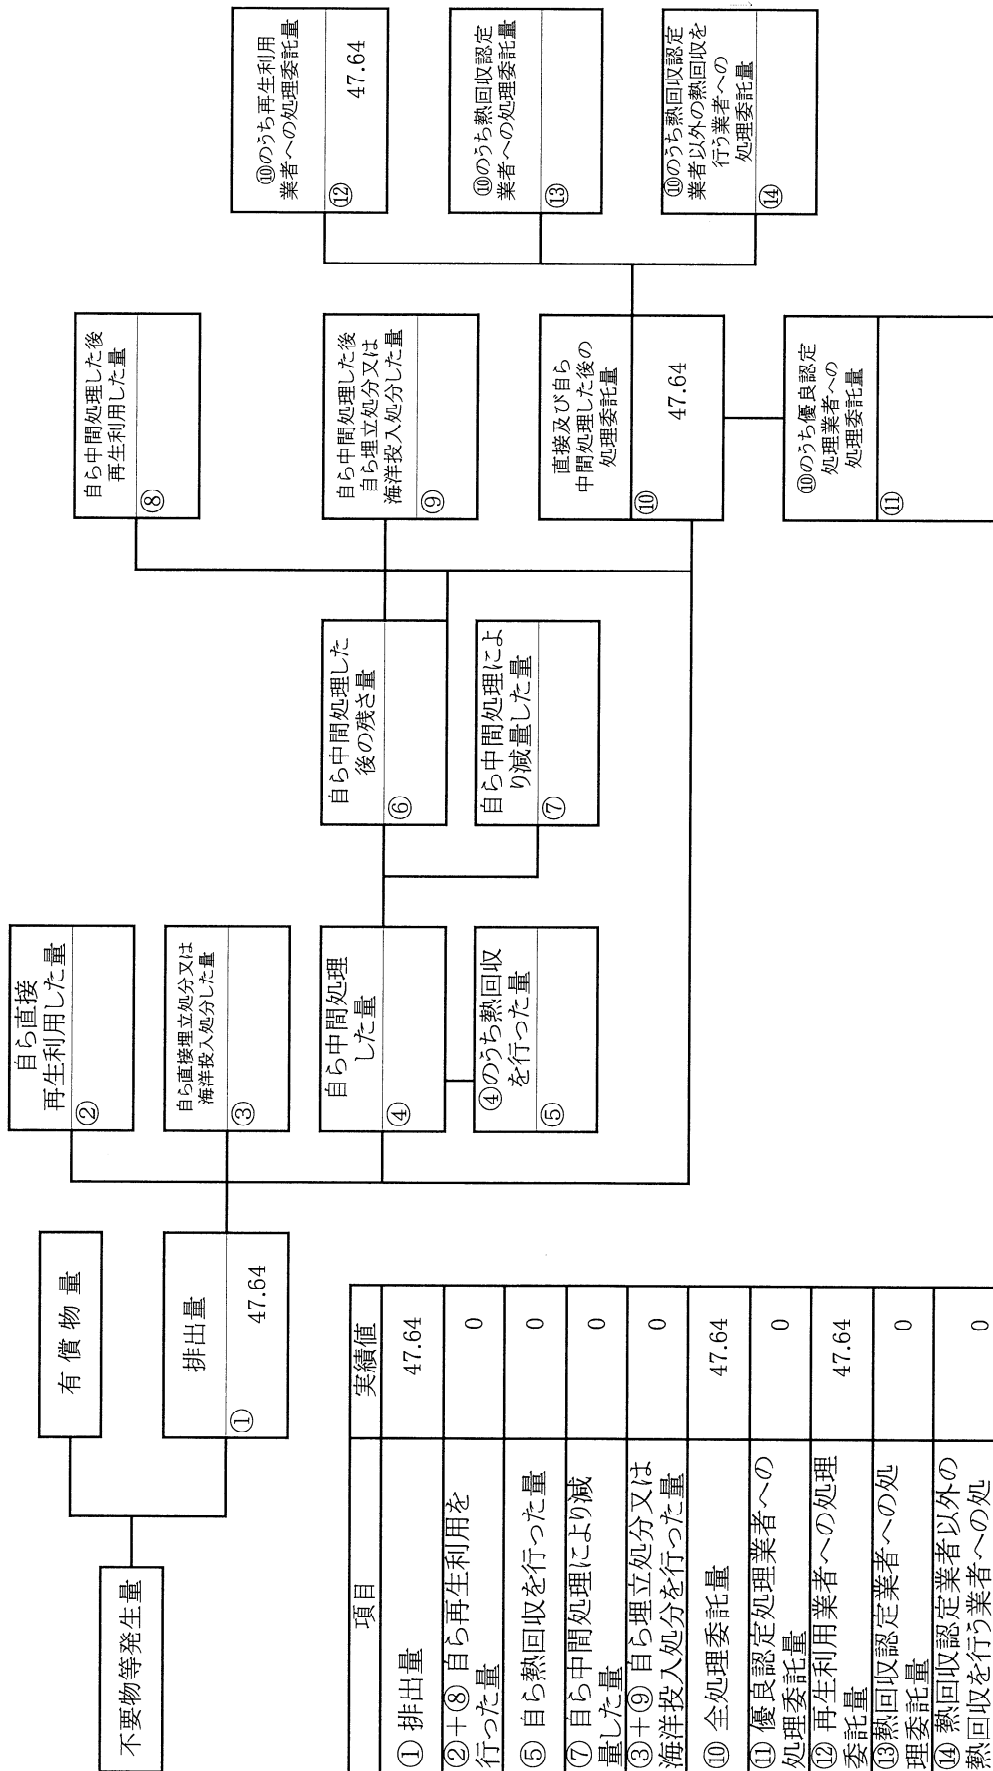 不要物等発生量
有償物量
排出量
①
47.64
自ら直接
再生利用した量
②
自ら直接埋立処分又は
海洋投入処分した量
③
自ら中間処理
した量
④
④のうち熱回収
を行った量
⑤
自ら中間処理した
後の残さ量
⑥
自ら中間処理によ
り減量した量
⑦
自ら中間処理した後
再生利用した量
⑧
自ら中間処理した後
自ら埋立処分又は
海洋投入処分した量
⑨
直接及び自ら
中間処理した後の
処理委託量
⑩
47.64
⑩のうち優良認定
処理業者への
処理委託量
⑪
⑩のうち再生利用
業者への処理委託量
⑫
47.64
⑩のうち熱回収認定
業者への処理委託量
⑬
⑩のうち熱回収認定
業者以外の熱回収を
行う業者への
処理委託量
⑭
項目 実績値
①排出量 47.64
②+⑧ 自ら再生利用を
行った量 0
⑤ 自ら熱回収を行った量 0
⑦ 自ら中間処理により減
量した量 0
③+⑨ 自ら埋立処分又は
海洋投入処分を行った量 0
⑩ 全処理委託量 47.64
⑪ 優良認定処理業者への
処理委託量 0
⑫ 再生利用業者への処理
委託量 47.64
⑬熱回収認定業者への処
理委託量 0
⑭ 熱回収認定業者以外の
熱回収を行う業者への処 0